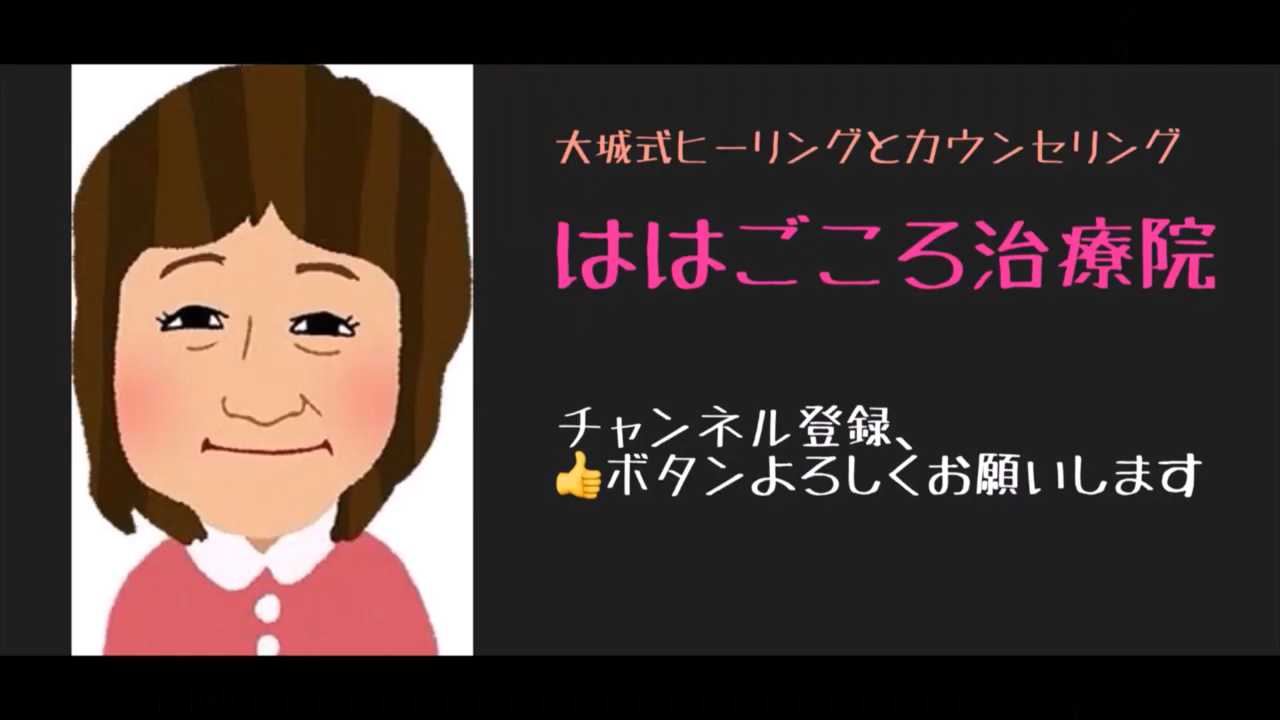 大城式ヒーリングとカウンセリング
ははごころ治療院
チャンネル登録、
👍ボタンよろしくお願いします